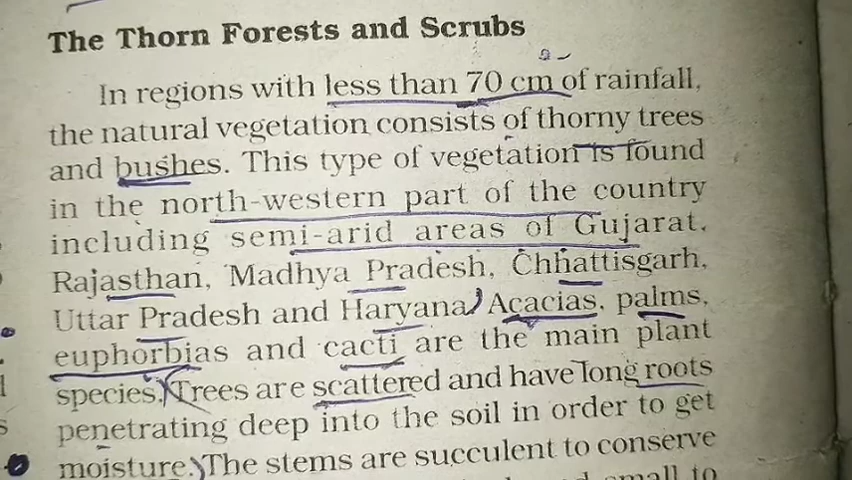 The Thorn Forests and Scrubs
In regions with less than 70 cm of rainfall,
the natural vegetation consists of thorny trees
and bushes. This type of vegetation is found
in the north-western part of the country
including semi-arid areas of Gujarat,
Rajasthan, Madhya Pradesh, Chhattisgarh,
Uttar Pradesh and Haryana. Acacias, palms,
euphorbias and cacti are the main plant
species. Trees are scattered and have long roots
penetrating deep into the soil in order to get
moisture. The stems are succulent to conserve
small to